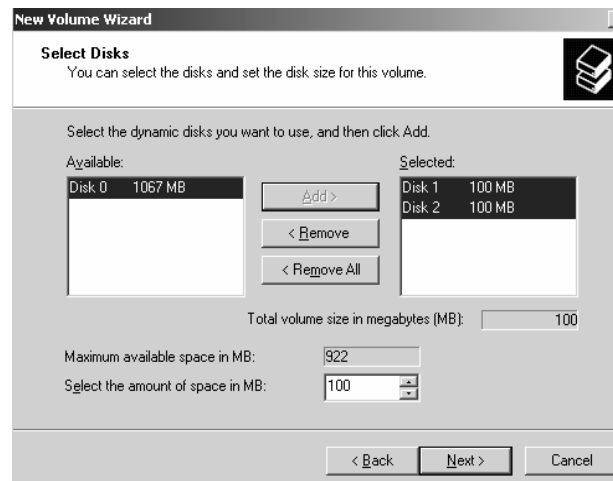 New Volume Wizard
Select Disks
You can select the disks and set the disk size for this volume.
Select the dynamic disks you want to use, and then click Add.
Available:
Selected:
Disk 0 1067 MB
Add >
Disk 1 100 MB
Disk 2 100 MB
< Remove
< Remove All
Total volume size in megabytes (MB): 100
Maximum available space in MB: 922
Select the amount of space in MB: 100
< Back
Next >
Cancel